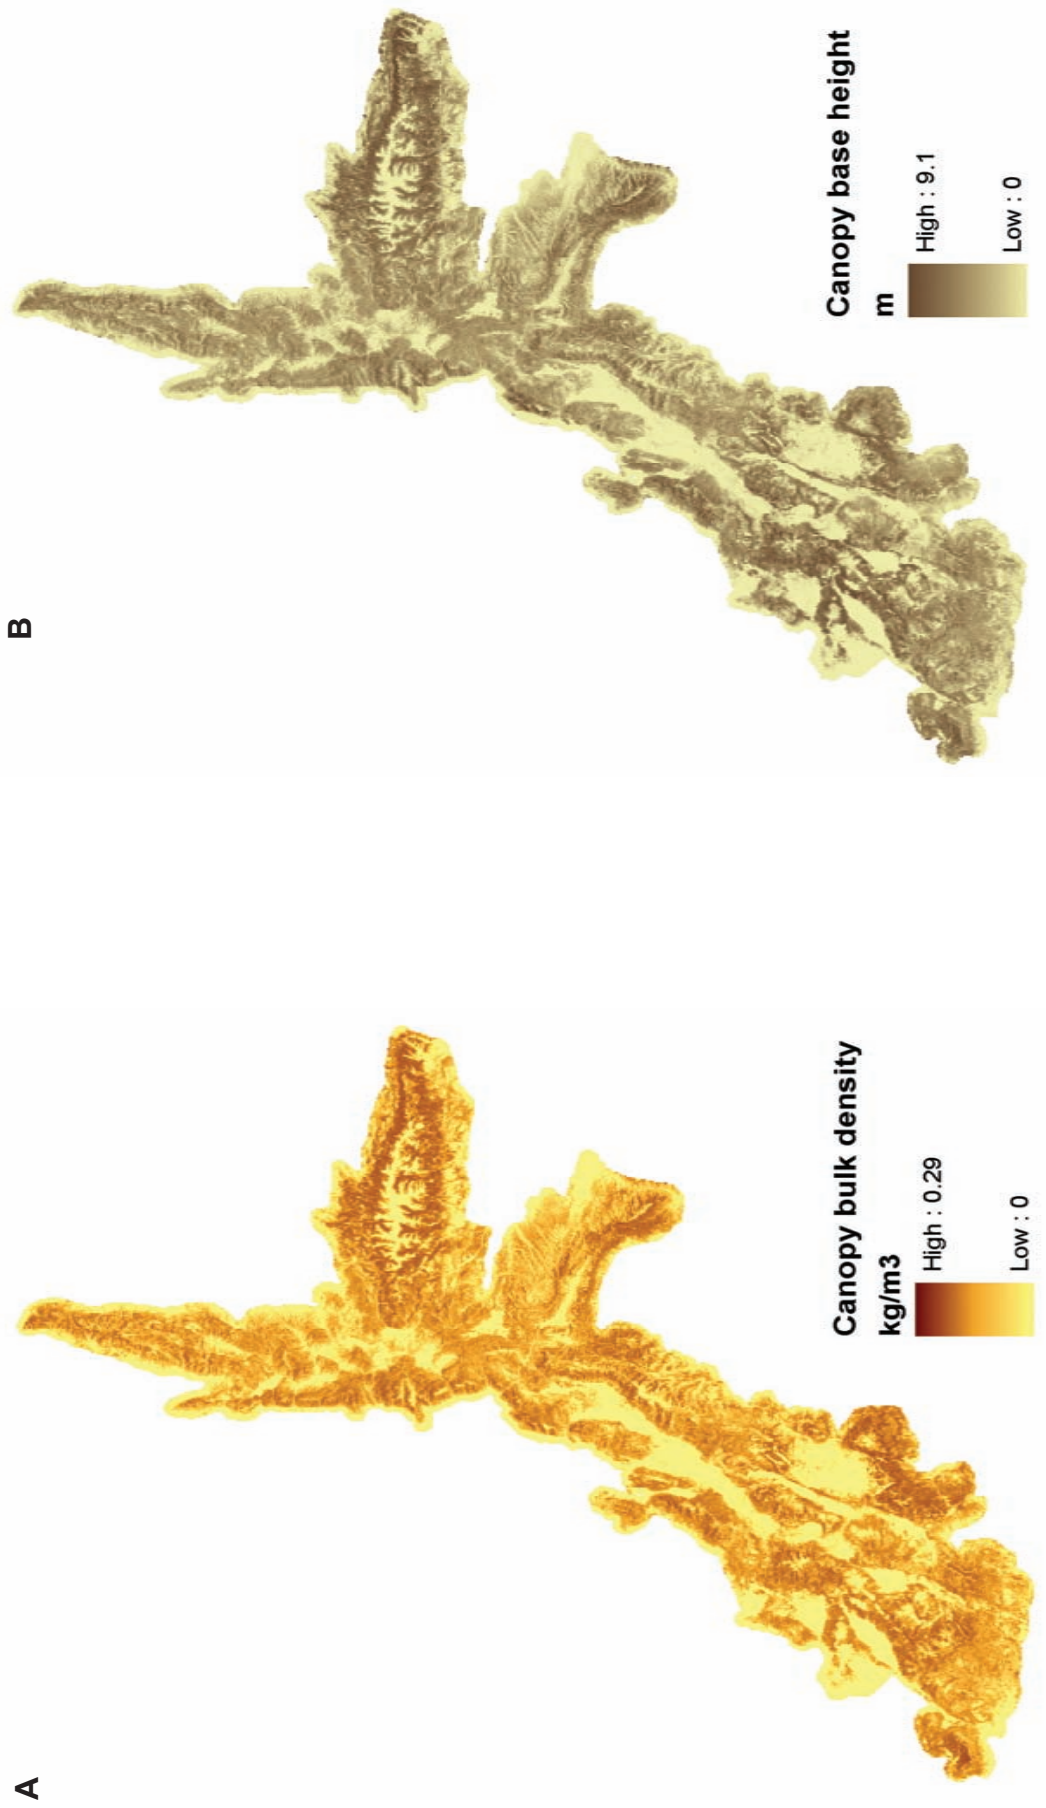 A
Canopy bulk density
kg/m3
High : 0.29
Low : 0
B
Canopy base height
m
High : 9.1
Low : 0